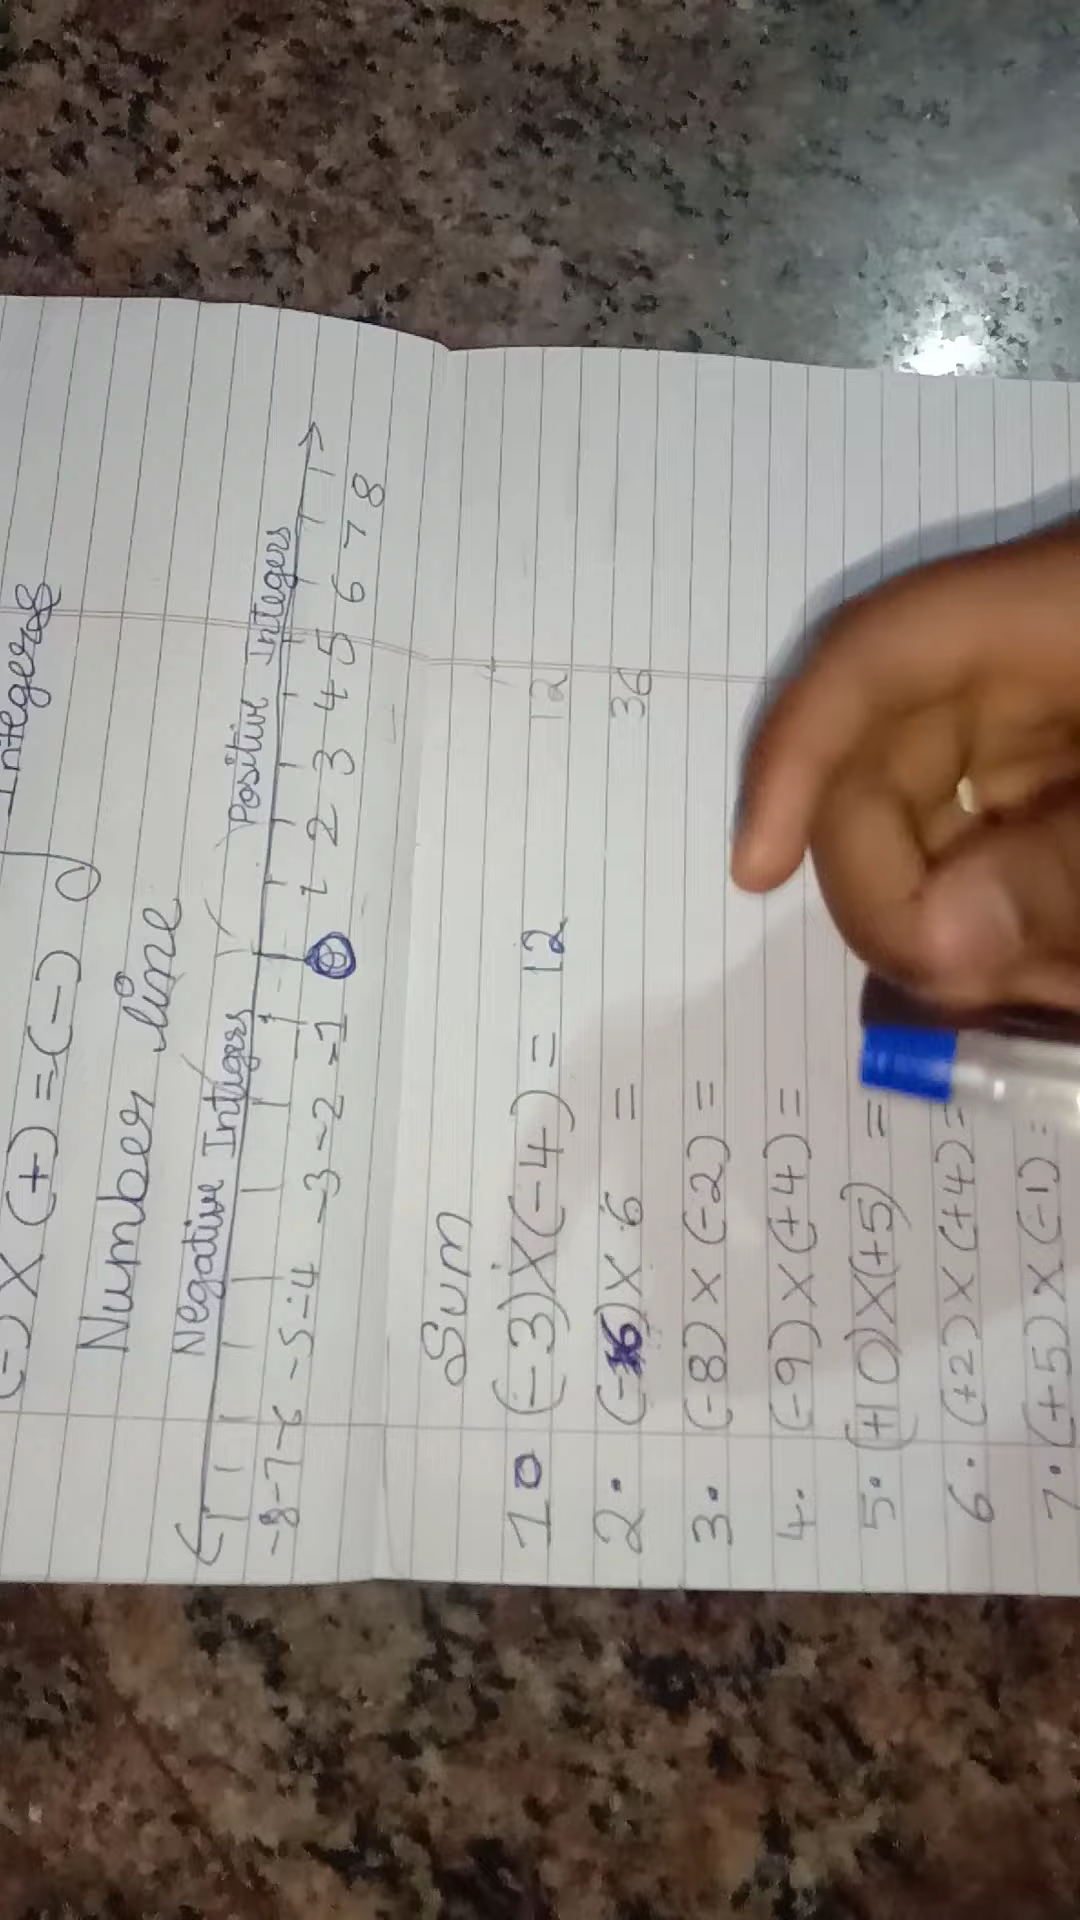 Integers
(-) X (+) = (-)
Number line
Negative Intigers Positive Integers
-8 -7 -6 -5 -4 -3 -2 -1 0 1 2 3 4 5 6 7 8
Sum
1. (-3) X (-4) = 12 12
2. (-6) X 6 = 36
3. (-8) X (-2) =
4. (-9) X (+4) =
5. (+10) X (+5) =
6. (+2) X (+4) =
7. (+5) X (-1) =